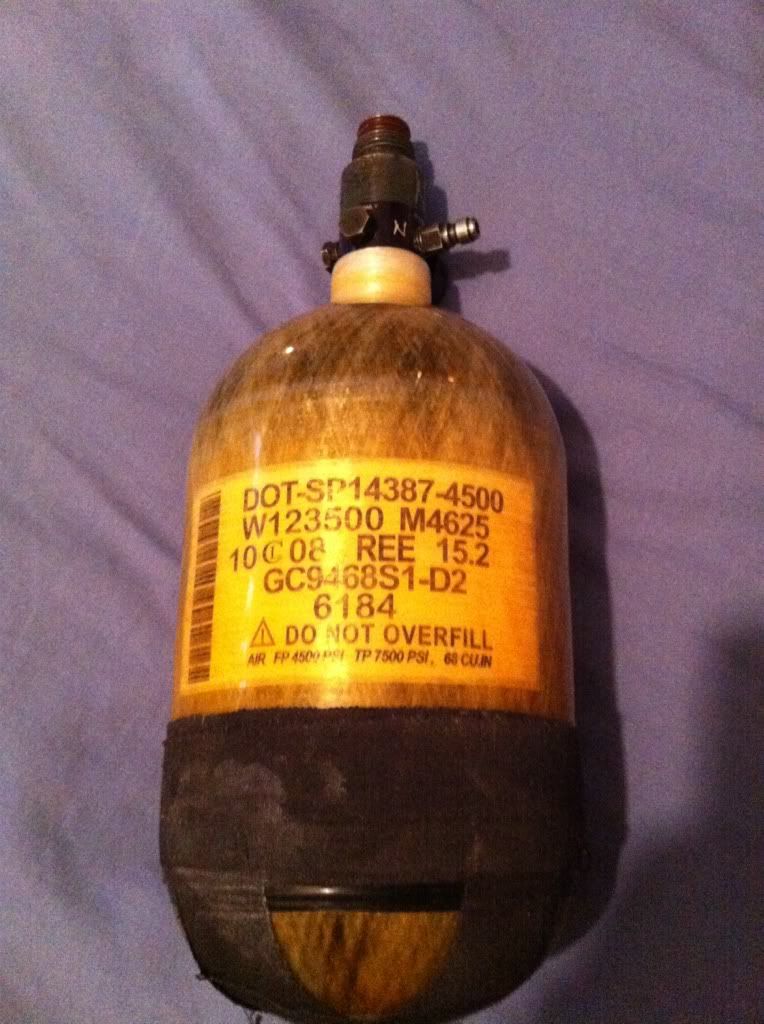 N
DOT-SP14387-4500
W123500 M4625
10 C 08 REE 15.2
GC9468S1-D2
6184
DO NOT OVERFILL
AIR FP 4500 PSI TP 7500 PSI, 68 CU.IN